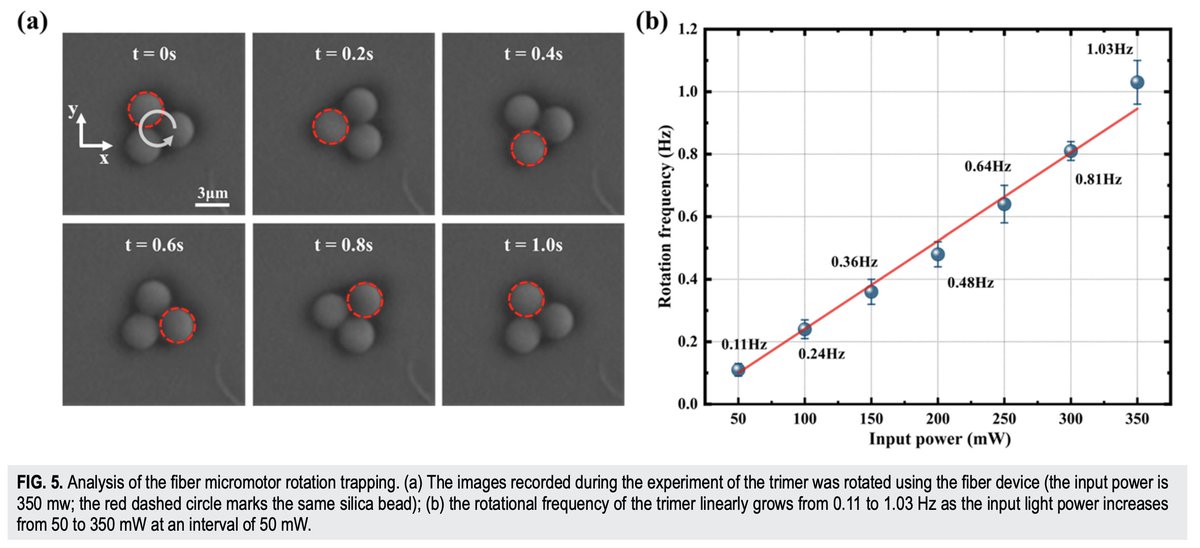 (a)
t = 0s
t = 0.2s
t = 0.4s
y
x
3μm
t = 0.6s
t = 0.8s
t = 1.0s
(b)
Rotation frequency (Hz)
1.2
1.0
0.8
0.6
0.4
0.2
0.0
0.11Hz
0.24Hz
0.36Hz
0.48Hz
0.64Hz
0.81Hz
1.03Hz
50 100 150 200 250 300 350
Input power (mW)
FIG. 5. Analysis of the fiber micromotor rotation trapping. (a) The images recorded during the experiment of the trimer was rotated using the fiber device (the input power is
350 mw; the red dashed circle marks the same silica bead); (b) the rotational frequency of the trimer linearly grows from 0.11 to 1.03 Hz as the input light power increases
from 50 to 350 mW at an interval of 50 mW.